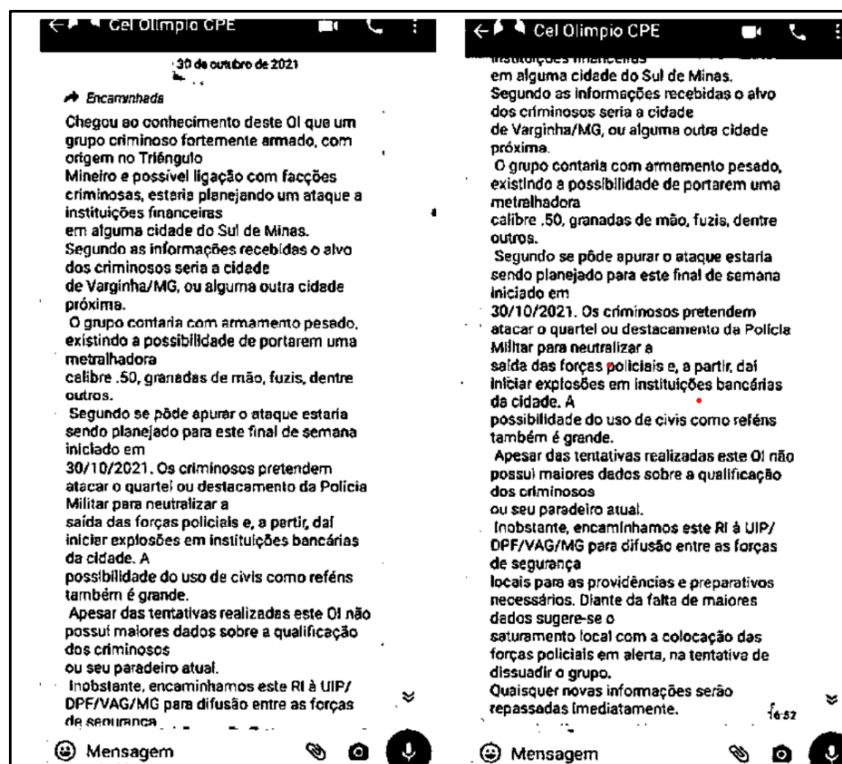 Cel Olimpio CPE
30 de outubro de 2021
Encaminhada
Chegou ao conhecimento deste OI que um
grupo criminoso fortemente armado, com
origem no Triângulo
Mineiro e possível ligação com facções
criminosas, estaria planejando um ataque a
instituições financeiras
em alguma cidade do Sul de Minas.
Segundo as informações recebidas o alvo
dos criminosos seria a cidade
de Varginha/MG, ou alguma outra cidade
próxima.
O grupo contaria com armamento pesado,
existindo a possibilidade de portarem uma
metralhadora
calibre .50, granadas de mão, fuzis, dentre
outros.
Segundo se pôde apurar o ataque estaria
sendo planejado para este final de semana
iniciado em
30/10/2021. Os criminosos pretendem
atacar o quartel ou destacamento da Polícia
Militar para neutralizar a
saída das forças policiais e, a partir, daí
iniciar explosões em instituições bancárias
da cidade. A
possibilidade do uso de civis como reféns
também é grande.
Apesar das tentativas realizadas este OI não
possui maiores dados sobre a qualificação
dos criminosos
ou seu paradeiro atual.
Inobstante, encaminhamos este RI à UIP/
DPF/VAG/MG para difusão entre as forças
de segurança
Mensagem
Cel Olimpio CPE
instituições financeiras
em alguma cidade do Sul de Minas.
Segundo as informações recebidas o alvo
dos criminosos seria a cidade
de Varginha/MG, ou alguma outra cidade
próxima.
O grupo contaria com armamento pesado,
existindo a possibilidade de portarem uma
metralhadora
calibre .50, granadas de mão, fuzis, dentre
outros.
Segundo se pôde apurar o ataque estaria
sendo planejado para este final de semana
iniciado em
30/10/2021. Os criminosos pretendem
atacar o quartel ou destacamento da Polícia
Militar para neutralizar a
saída das forças policiais e, a partir, daí
iniciar explosões em instituições bancárias
da cidade. A
possibilidade do uso de civis como reféns
também é grande.
Apesar das tentativas realizadas este OI não
possui maiores dados sobre a qualificação
dos criminosos
ou seu paradeiro atual.
Inobstante, encaminhamos este RI à UIP/
DPF/VAG/MG para difusão entre as forças
de segurança
locais para as providências e preparativos
necessários. Diante da falta de maiores
dados sugere-se o
saturamento local com a colocação das
forças policiais em alerta, na tentativa de
dissuadir o grupo.
Quaisquer novas informações serão
repassadas imediatamente.
16:52
Mensagem